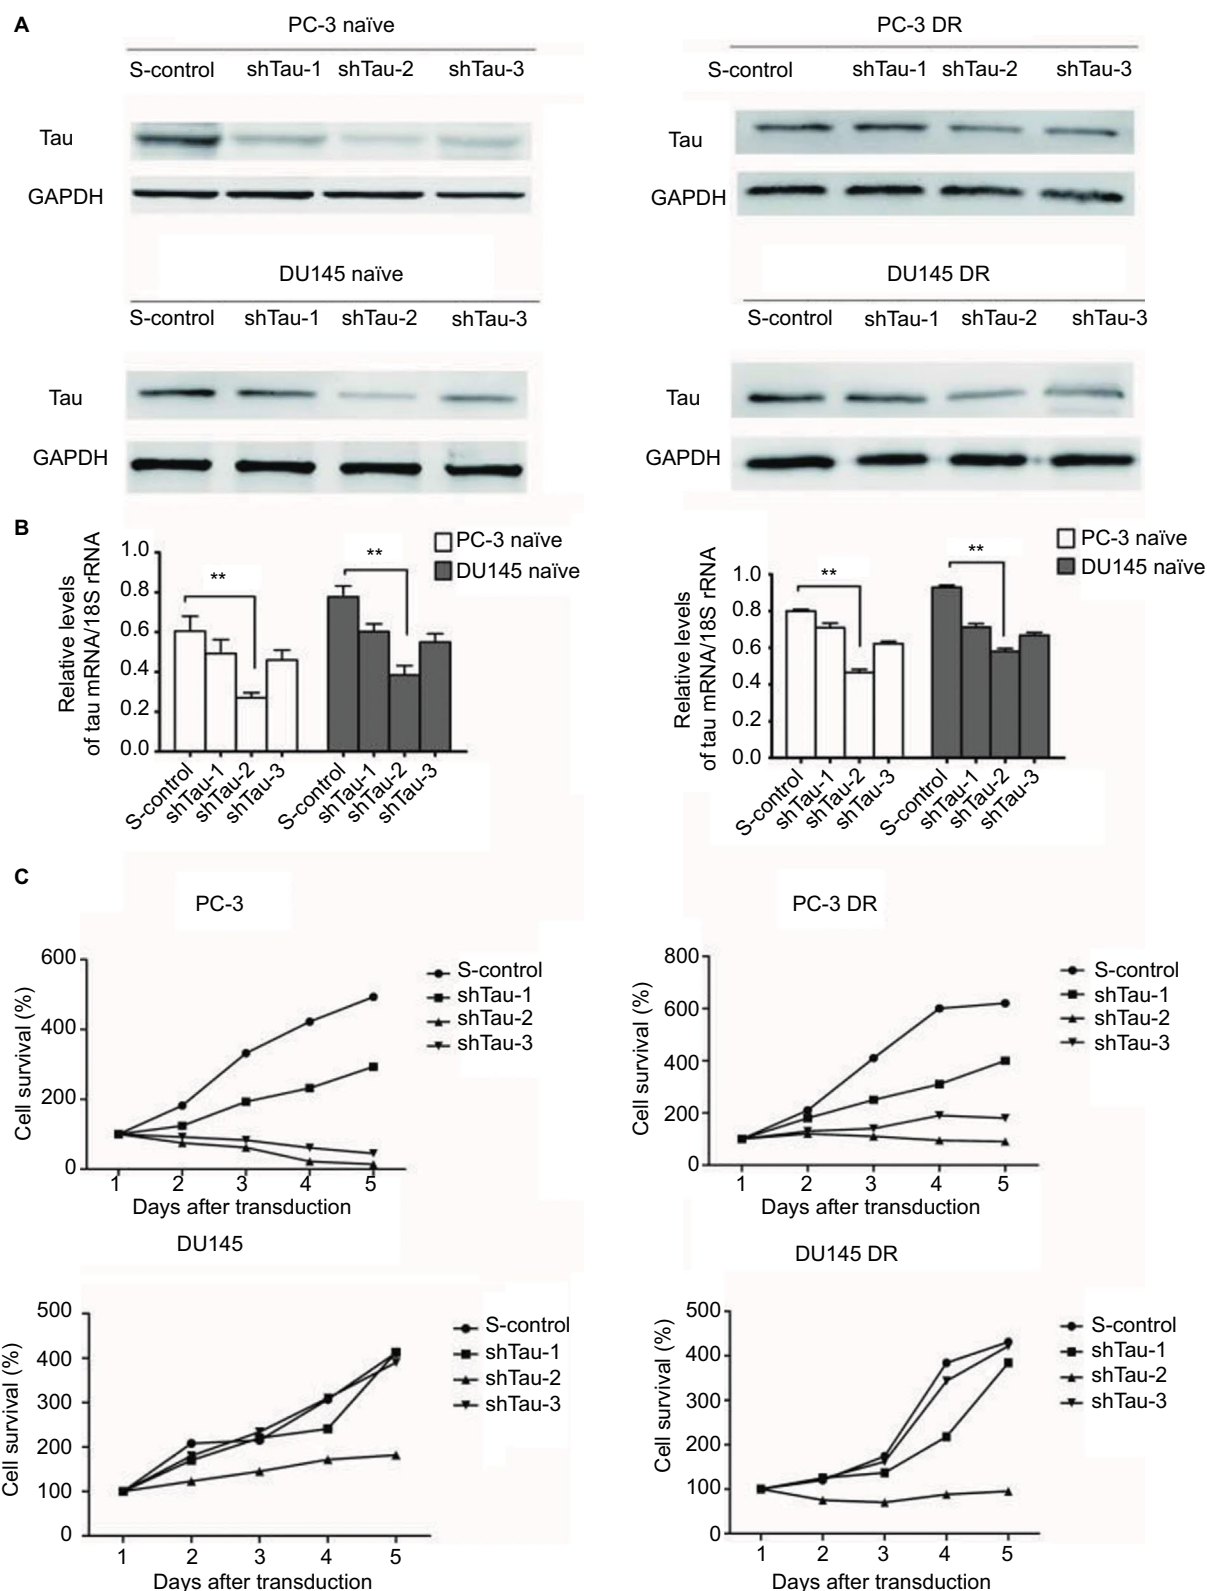 A
PC-3 naïve
S-control shTau-1 shTau-2 shTau-3
Tau
GAPDH
PC-3 DR
S-control shTau-1 shTau-2 shTau-3
Tau
GAPDH
DU145 naïve
S-control shTau-1 shTau-2 shTau-3
Tau
GAPDH
DU145 DR
S-control shTau-1 shTau-2 shTau-3
Tau
GAPDH
B
Relative levels
of tau mRNA/18S rRNA
1.0
0.8
0.6
0.4
0.2
0.0
**
**
PC-3 naïve
DU145 naïve
S-control shTau-1 shTau-2 shTau-3 S-control shTau-1 shTau-2 shTau-3
Relative levels
of tau mRNA/18S rRNA
1.0
0.8
0.6
0.4
0.2
0.0
**
**
PC-3 naïve
DU145 naïve
S-control shTau-1 shTau-2 shTau-3 S-control shTau-1 shTau-2 shTau-3
C
PC-3
Cell survival (%)
600
400
200
0
1 2 3 4 5
Days after transduction
S-control
shTau-1
shTau-2
shTau-3
PC-3 DR
Cell survival (%)
800
600
400
200
0
1 2 3 4 5
Days after transduction
S-control
shTau-1
shTau-2
shTau-3
DU145
Cell survival (%)
500
400
300
200
100
0
1 2 3 4 5
Days after transduction
S-control
shTau-1
shTau-2
shTau-3
DU145 DR
Cell survival (%)
500
400
300
200
100
0
1 2 3 4 5
Days after transduction
S-control
shTau-1
shTau-2
shTau-3